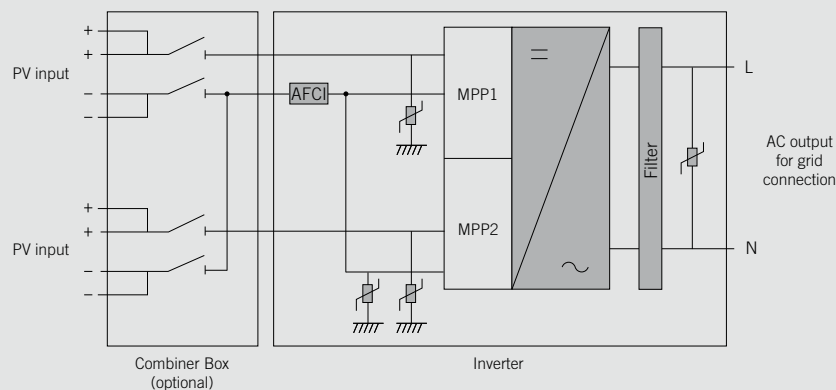 +
+
PV input
–
–
+
+
PV input
–
–
AFCI
MPP1
MPP2
Filter
L
N
AC output
for grid
connection
Combiner Box
(optional)
Inverter